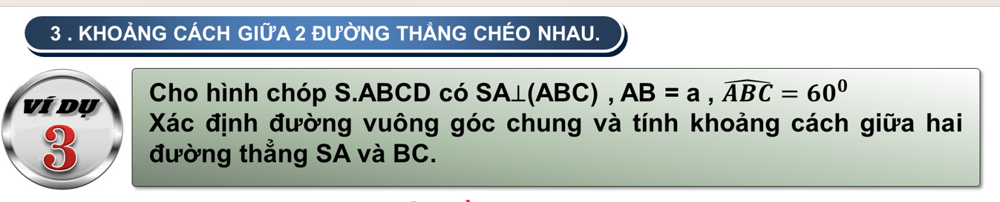 3 . KHOẢNG CÁCH GIỮA 2 ĐƯỜNG THẲNG CHÉO NHAU.
VÍ DỤ
3
Cho hình chóp S.ABCD có SA⊥(ABC) , AB = a , \widehat{ABC} = 60⁰
Xác định đường vuông góc chung và tính khoảng cách giữa hai
đường thẳng SA và BC.